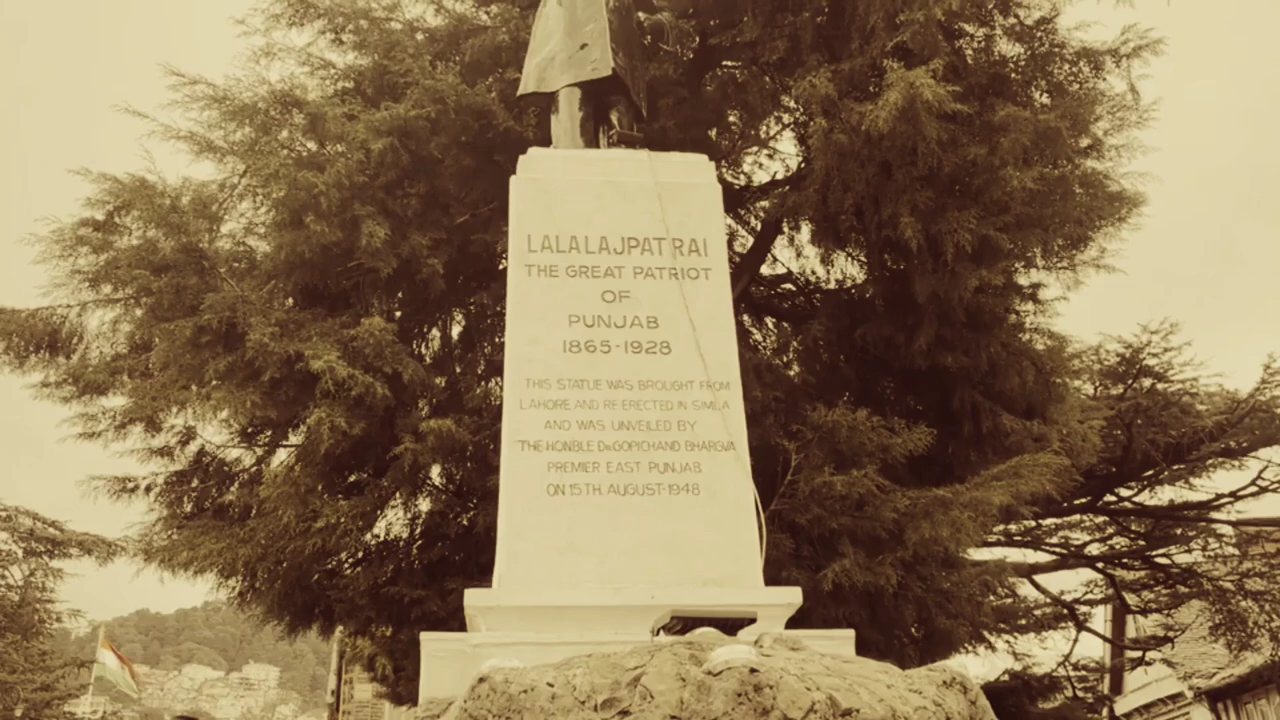 LALA LAJPAT RAI
THE GREAT PATRIOT
OF
PUNJAB
1865-1928
THIS STATUE WAS BROUGHT FROM
LAHORE AND RE ERECTED IN SIMLA
AND WAS UNVEILED BY
THE HONBLE DR. GOPICHAND BHARGVA
PREMIER EAST PUNJAB
ON 15TH. AUGUST-1948